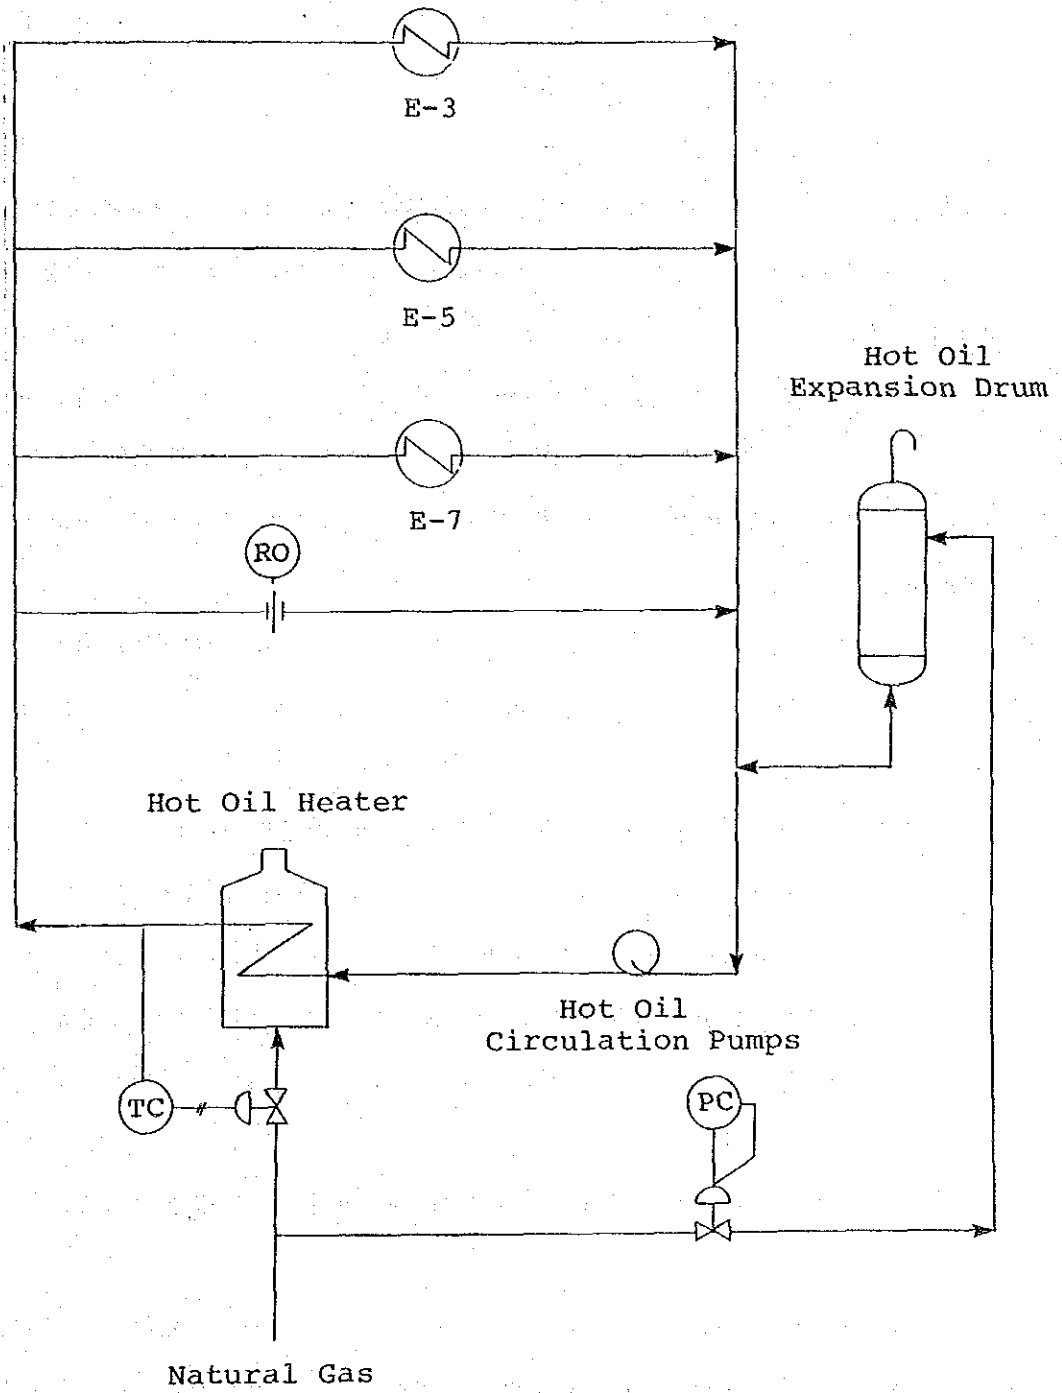 E-3
E-5
Hot Oil
Expansion Drum
E-7
RO
Hot Oil Heater
Hot Oil
Circulation Pumps
TC
PC
Natural Gas